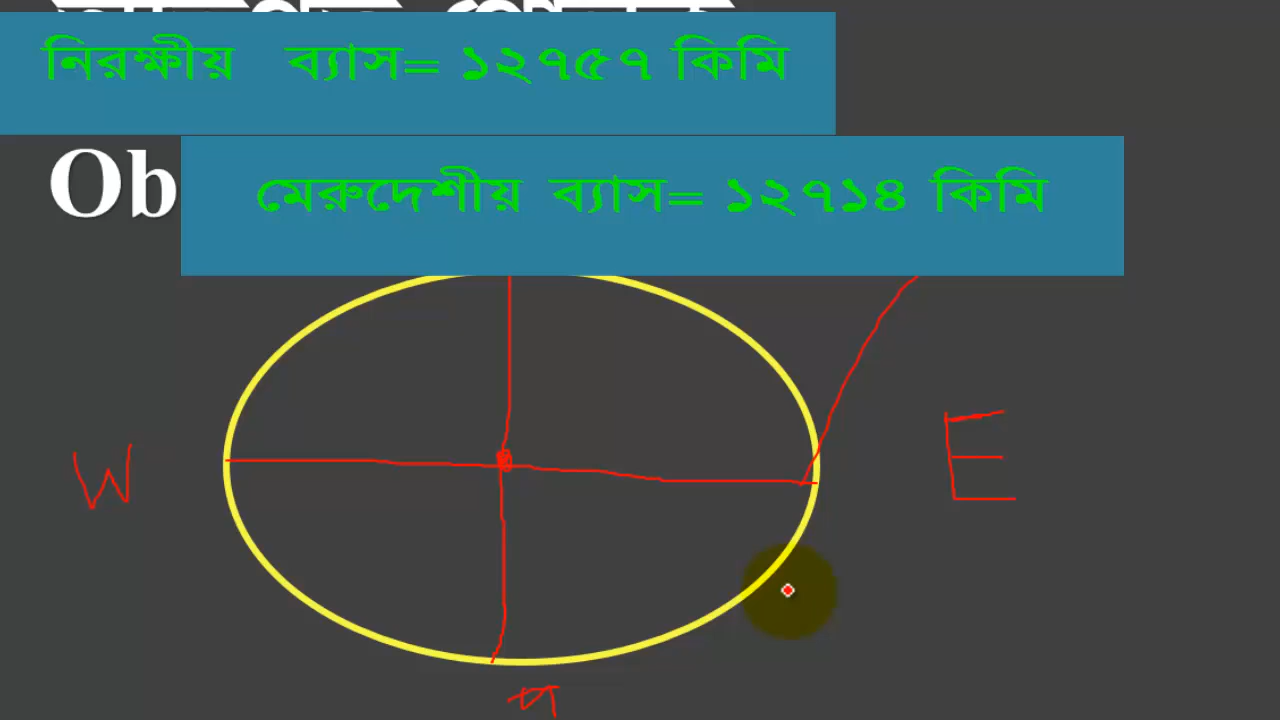 নিরক্ষীয় ব্যাস= ১২৭৫৭ কিমি
Ob
মেরুদেশীয় ব্যাস= ১২৭১৪ কিমি
W
E